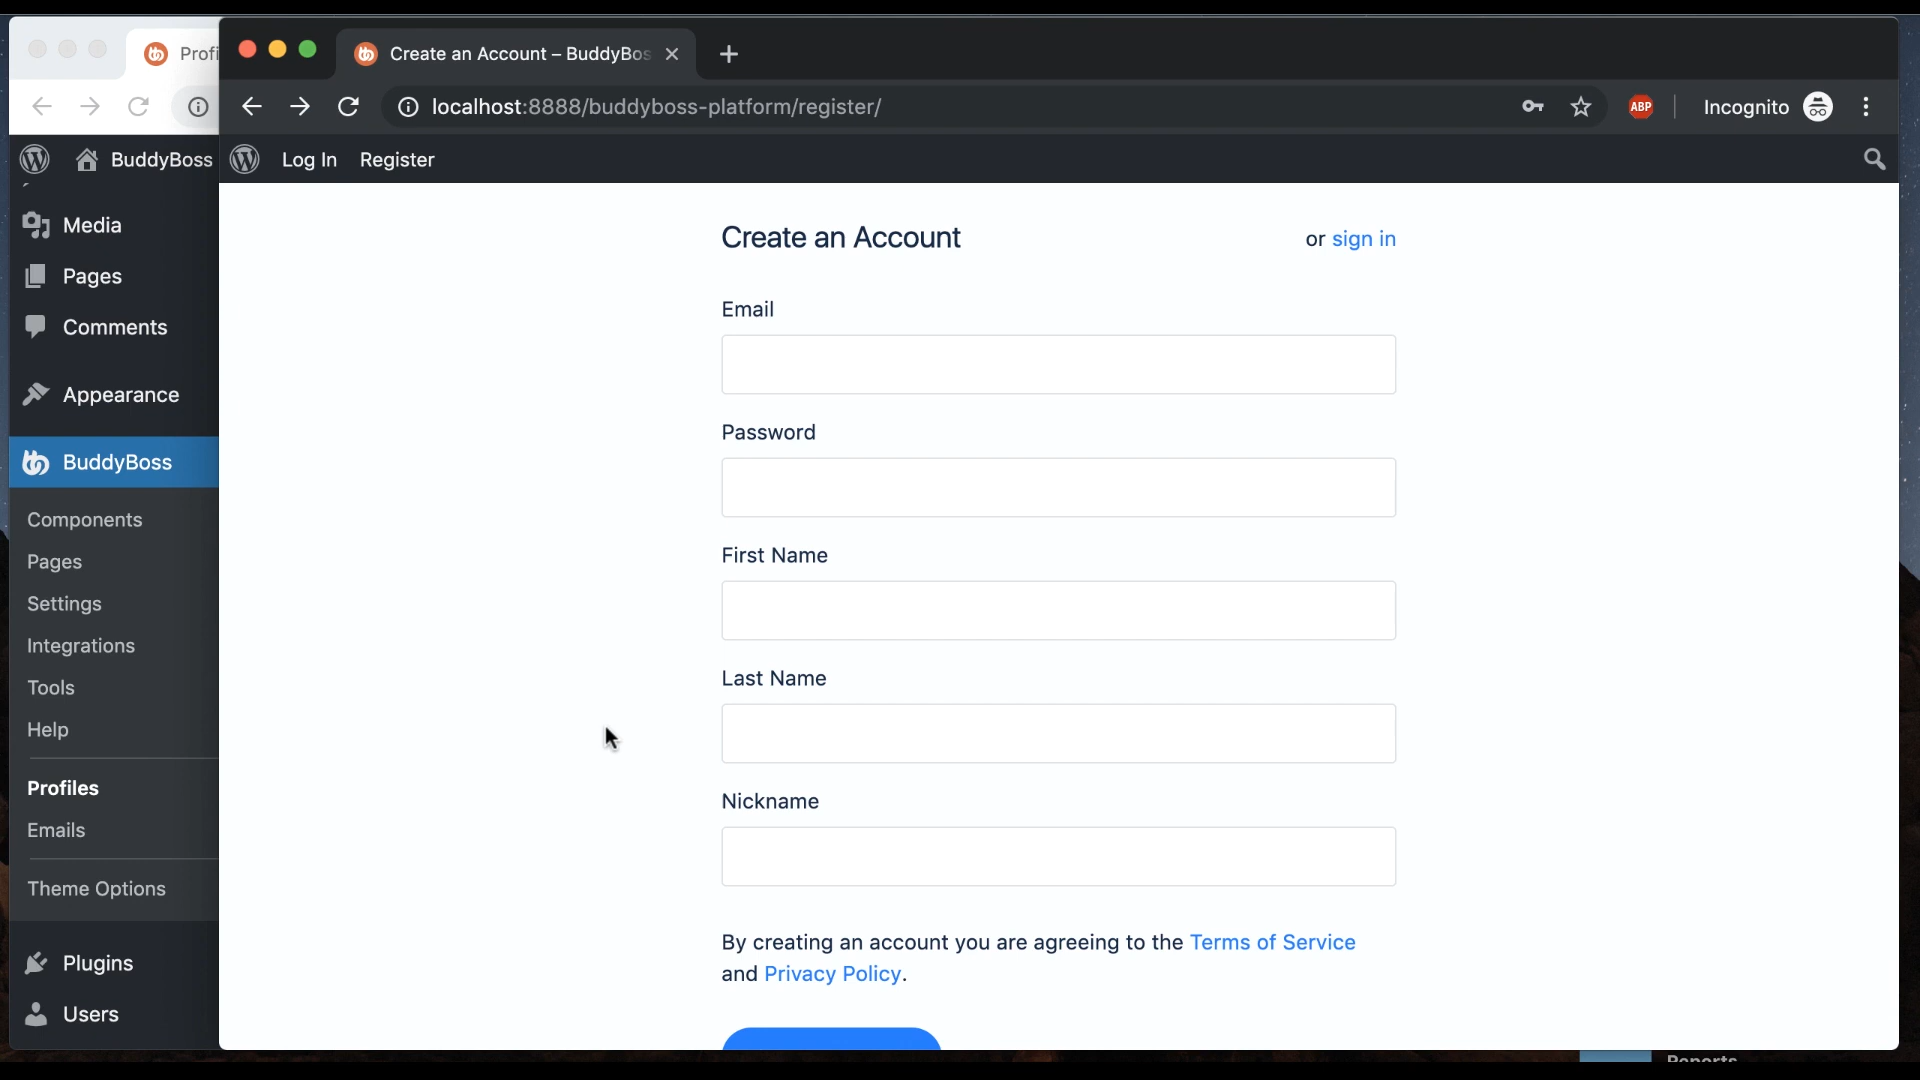 Profi
Create an Account – BuddyBos
localhost:8888/buddyboss-platform/register/
ABP
Incognito
BuddyBoss
Log In
Register
Media
Pages
Comments
Appearance
BuddyBoss
Components
Pages
Settings
Integrations
Tools
Help
Profiles
Emails
Theme Options
Plugins
Users
Create an Account
or sign in
Email
Password
First Name
Last Name
Nickname
By creating an account you are agreeing to the Terms of Service
and Privacy Policy.
Reports